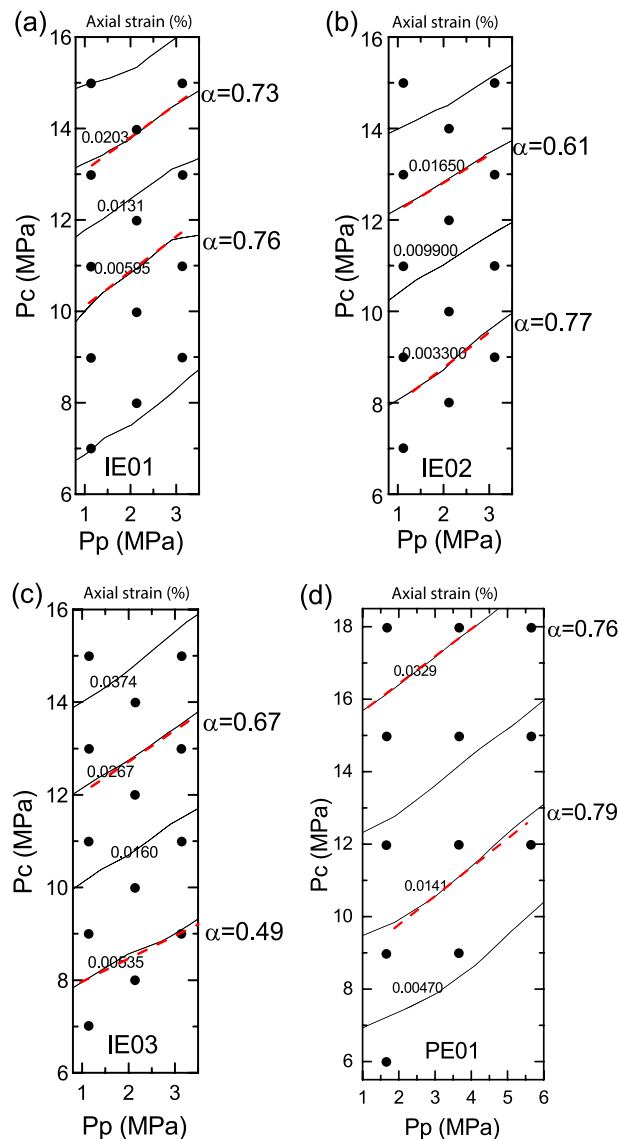 (a)
Axial strain (%)
16
14
12
10
8
6
Pc (MPa)
0.0203
0.0131
0.00595
α=0.73
α=0.76
IE01
1 2 3
Pp (MPa)
(b)
Axial strain (%)
16
14
12
10
8
6
Pc (MPa)
0.01650
0.009900
0.003300
α=0.61
α=0.77
IE02
1 2 3
Pp (MPa)
(c)
Axial strain (%)
16
14
12
10
8
6
Pc (MPa)
0.0374
0.0267
0.0160
0.00535
α=0.67
α=0.49
IE03
1 2 3
Pp (MPa)
(d)
Axial strain (%)
18
16
14
12
10
8
6
Pc (MPa)
0.0329
0.0141
0.00470
α=0.76
α=0.79
PE01
1 2 3 4 5 6
Pp (MPa)